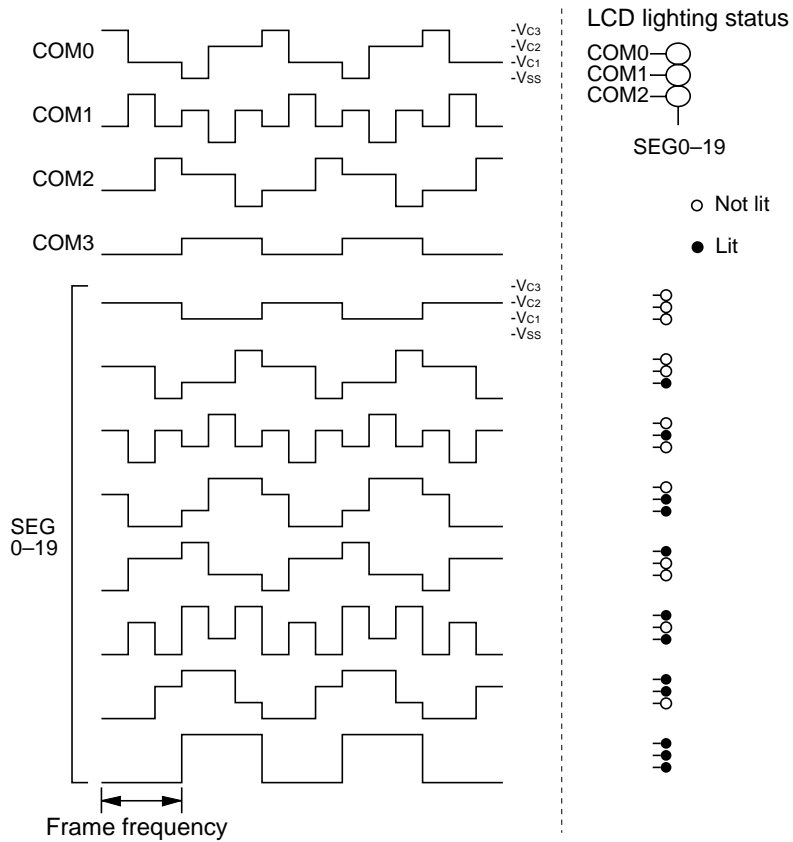 COM0
-VC3
-VC2
-VC1
-VSS
COM1
COM2
COM3
-VC3
-VC2
-VC1
-VSS
SEG
0–19
Frame frequency
LCD lighting status
COM0
COM1
COM2
SEG0–19
Not lit
Lit